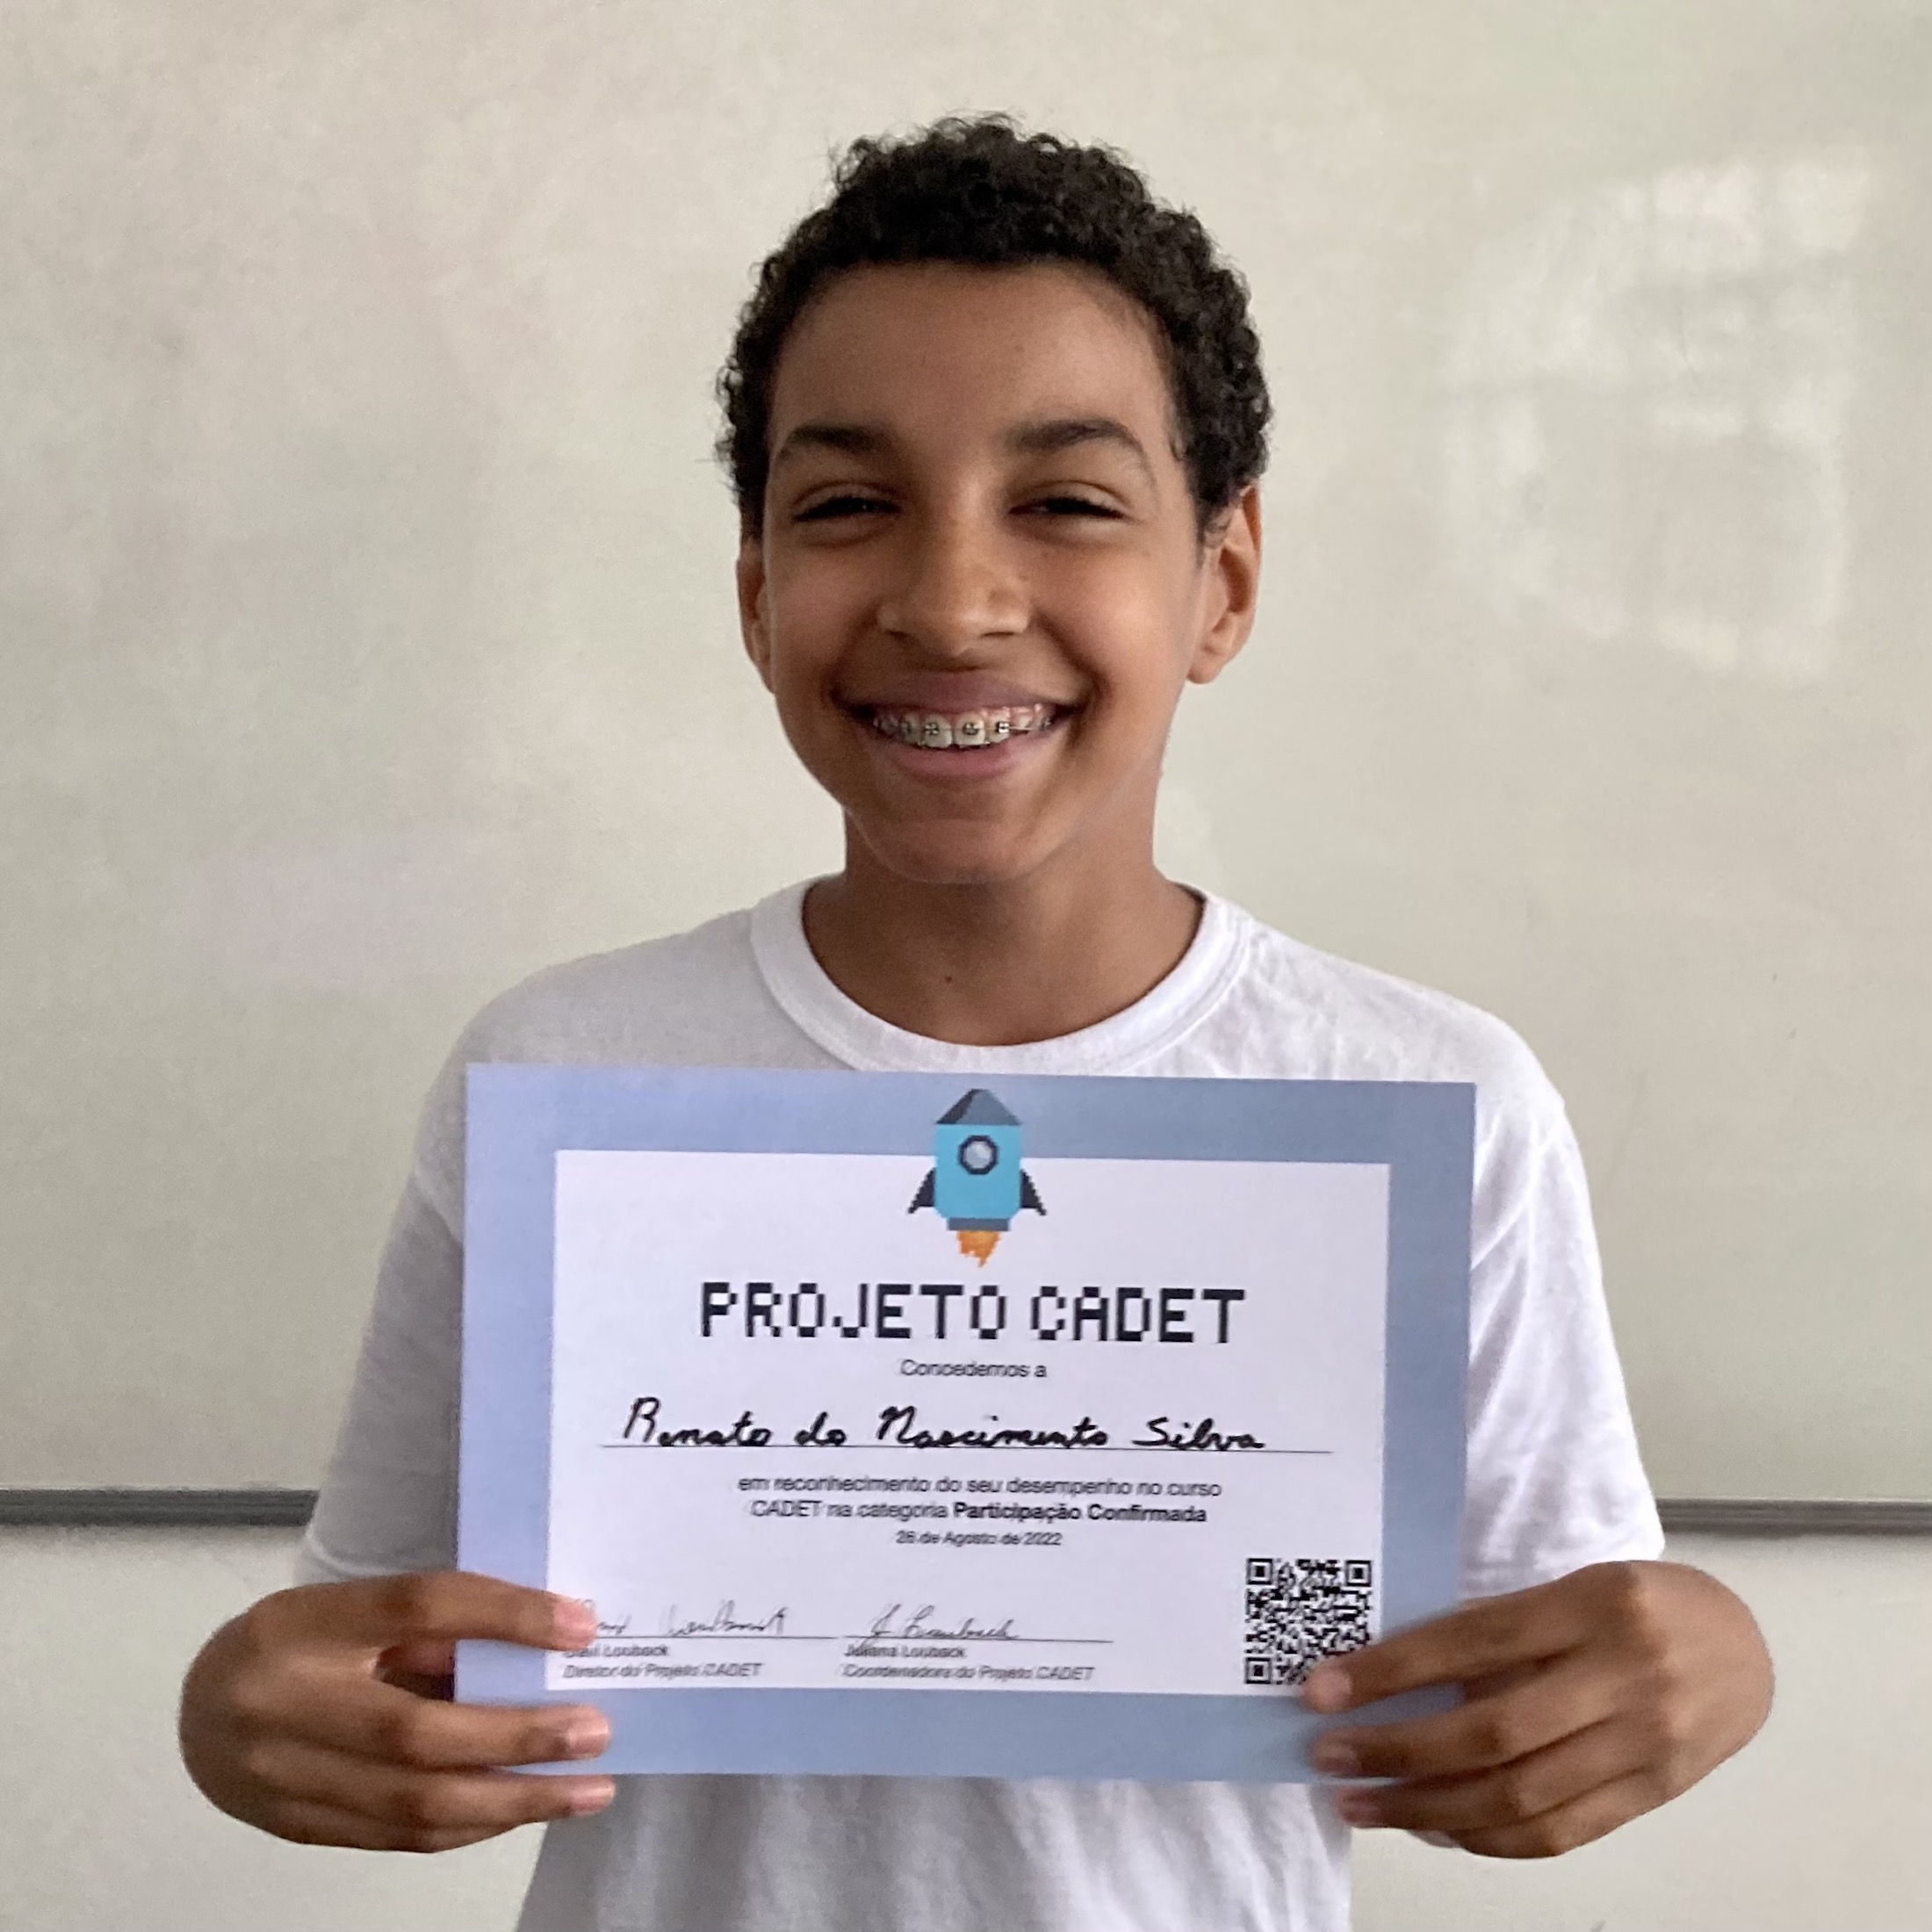 PROJETO CADET
Concedemos a
Renato do Nascimento Silva
em reconhecimento do seu desempenho no curso
CADET na categoria Participação Confirmada
26 de Agosto de 2022
Louback
Juliana Louback
Diretor do Projeto CADET
Coordenadora do Projeto CADET